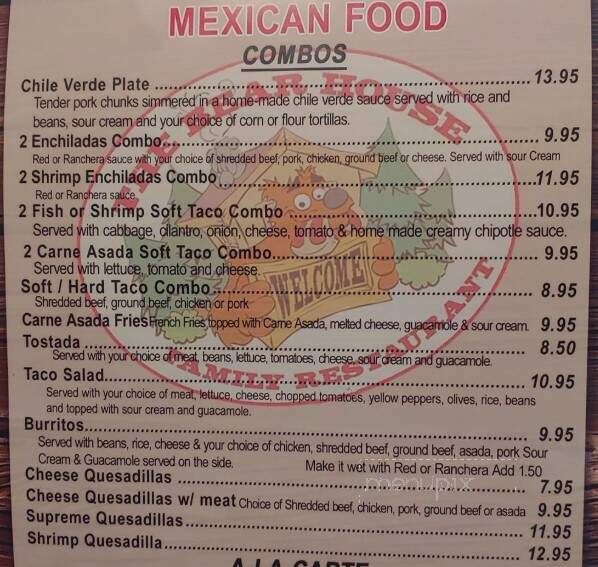 MEXICAN FOOD
COMBOS
Chile Verde Plate 13.95
Tender pork chunks simmered in a home-made chile verde sauce served with rice and
beans, sour cream and your choice of corn or flour tortillas.
2 Enchiladas Combo 9.95
Red or Ranchera sauce with your choice of shredded beef, pork, chicken, ground beef or cheese. Served with sour Cream
2 Shrimp Enchiladas Combo 11.95
Red or Ranchera sauce.
2 Fish or Shrimp Soft Taco Combo 10.95
Served with cabbage, cilantro, onion, cheese, tomato & home made creamy chipotle sauce.
2 Carne Asada Soft Taco Combo 9.95
Served with lettuce, tomato and cheese.
Soft / Hard Taco Combo 8.95
Shredded beef, ground beef, chicken or pork
Carne Asada Fries French Fries topped with Carne Asada, melted cheese, guacamole & sour cream. 9.95
Tostada 8.50
Served with your choice of meat, beans, lettuce, tomatoes, cheese, sour cream and guacamole.
Taco Salad 10.95
Served with your choice of meat, lettuce, cheese, chopped tomatoes, yellow peppers, olives, rice, beans
and topped with sour cream and guacamole.
Burritos 9.95
Served with beans, rice, cheese & your choice of chicken, shredded beef, ground beef, asada, pork Sour
Cream & Guacamole served on the side. Make it wet with Red or Ranchera Add 1.50
Cheese Quesadillas 7.95
Cheese Quesadillas w/ meat Choice of Shredded beef, chicken, pork, ground beef or asada 9.95
Supreme Quesadillas 11.95
Shrimp Quesadilla 12.95
A LA CARTE
THE BEAR HOUSE
WELCOME
FAMILY RESTAURANT
menupix